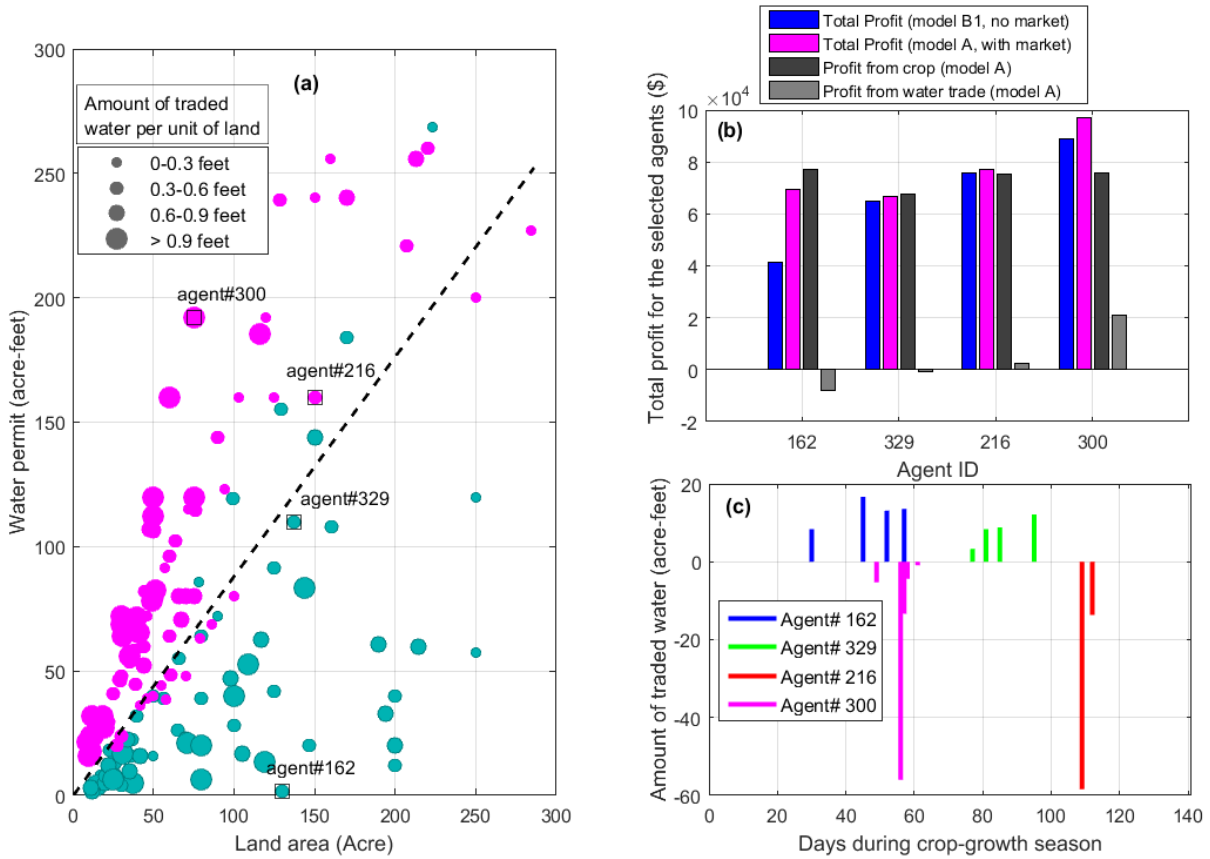 (a)
300
250
200
150
100
50
0
Water permit (acre-feet)
Amount of traded
water per unit of land
0-0.3 feet
0.3-0.6 feet
0.6-0.9 feet
> 0.9 feet
agent#300
agent#216
agent#329
agent#162
0 50 100 150 200 250 300
Land area (Acre)
Total Profit (model B1, no market)
Total Profit (model A, with market)
Profit from crop (model A)
Profit from water trade (model A)
× 10⁴
(b)
10
8
6
4
2
0
-2
Total profit for the selected agents ($)
162 329 216 300
Agent ID
(c)
20
0
-20
-40
-60
Amount of traded water (acre-feet)
Agent# 162
Agent# 329
Agent# 216
Agent# 300
0 20 40 60 80 100 120 140
Days during crop-growth season